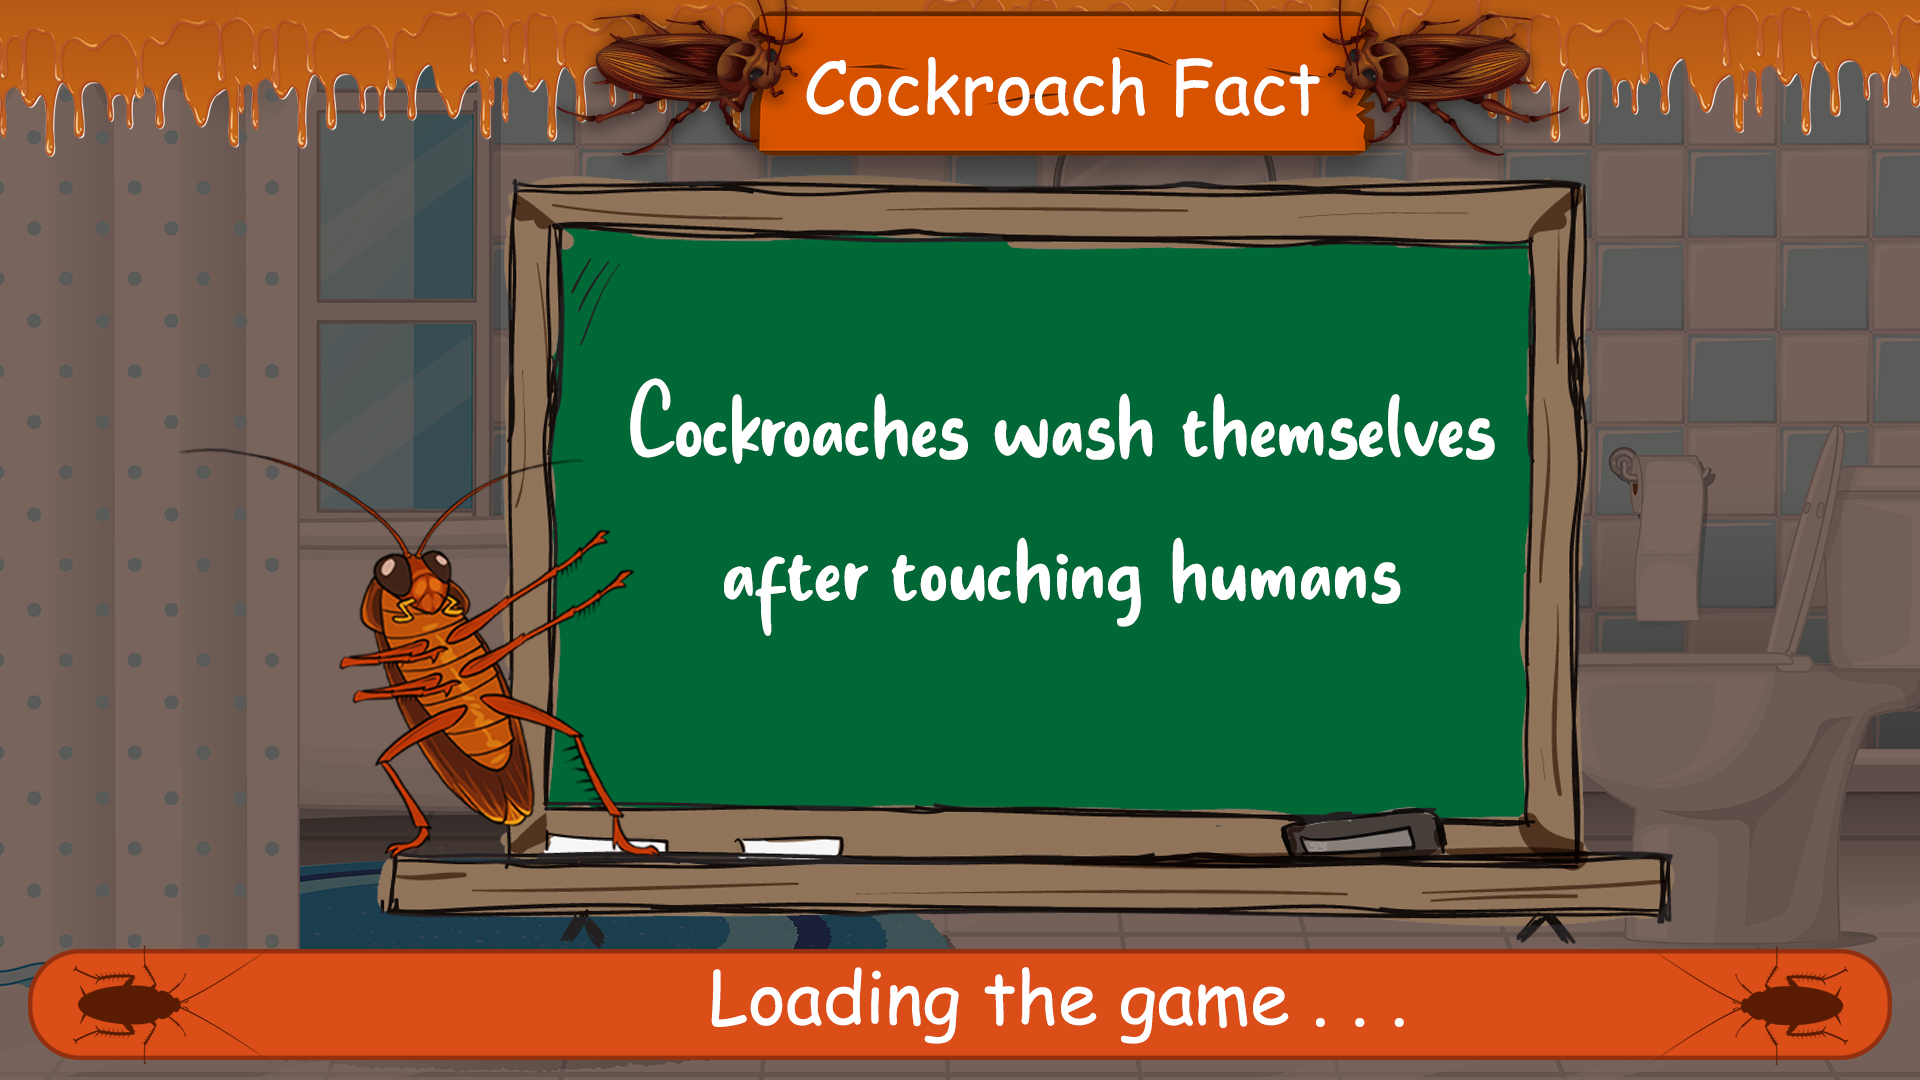 Cockroach Fact
Cockroaches wash themselves
after touching humans
Loading the game . . .